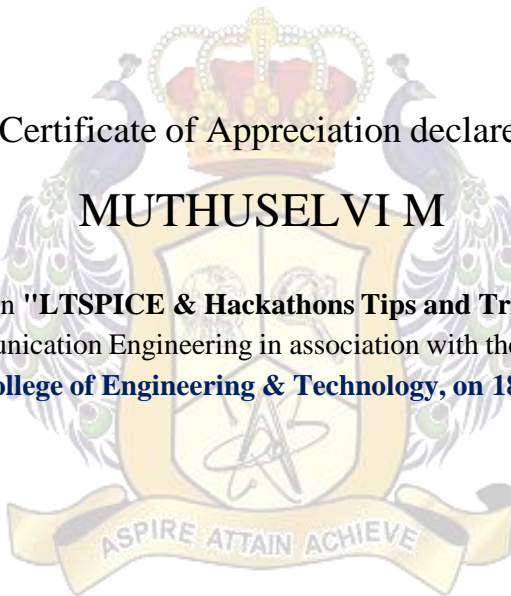 Certificate of Appreciation declare
MUTHUSELVI M
n "LTSPICE & Hackathons Tips and Tr
unication Engineering in association with the
ollege of Engineering & Technology, on 18
ASPIRE ATTAIN ACHIEVE